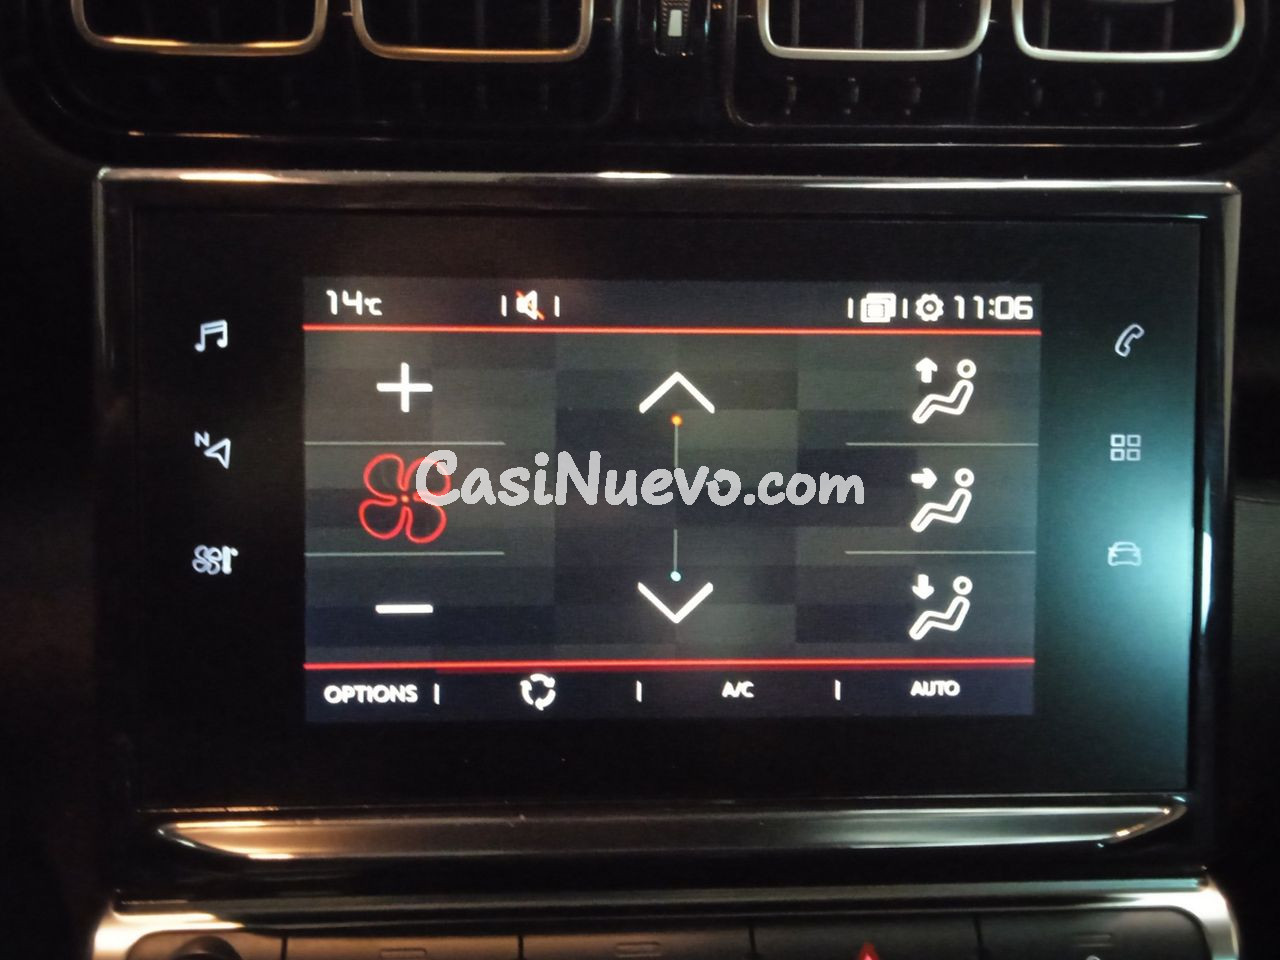 14°C
11:06
N
CasiNuevo.com
OPTIONS
A/C
AUTO